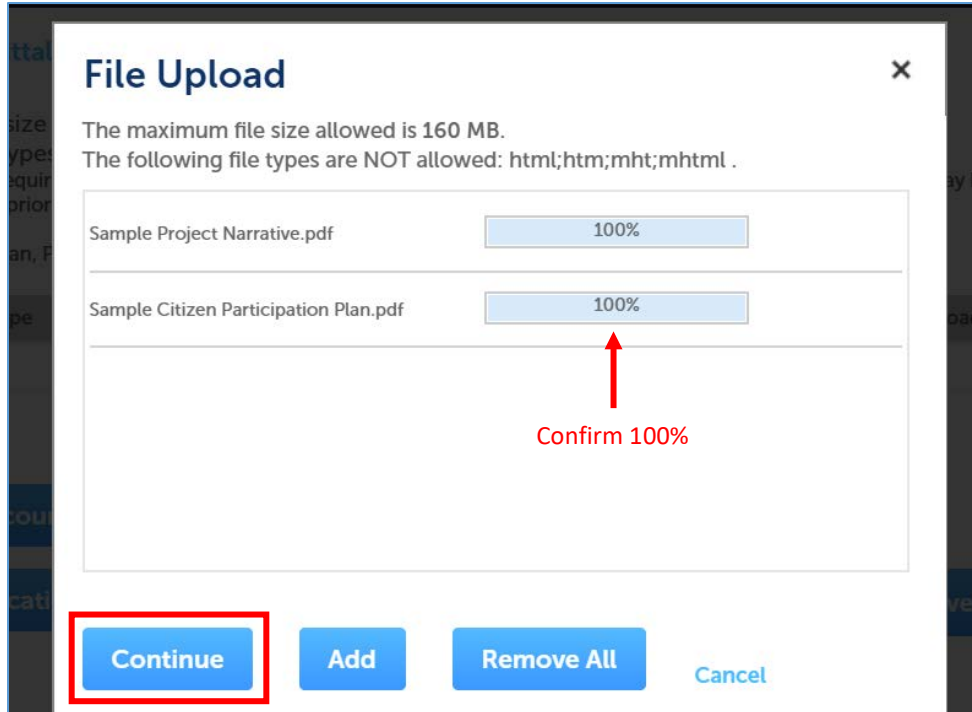 File Upload
×
The maximum file size allowed is 160 MB.
The following file types are NOT allowed: html;htm;mht;mhtml .
Sample Project Narrative.pdf 100%
Sample Citizen Participation Plan.pdf 100%
Confirm 100%
Continue Add Remove All Cancel